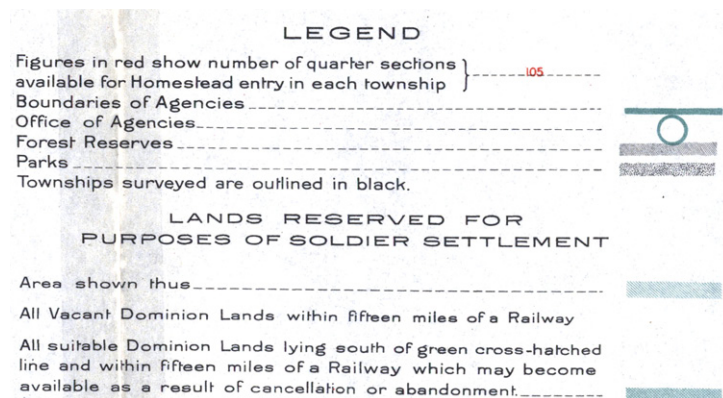 LEGEND
Figures in red show number of quarter sections
available for Homestead entry in each township
105
Boundaries of Agencies
Office of Agencies
Forest Reserves
Parks
Townships surveyed are outlined in black.
LANDS RESERVED FOR
PURPOSES OF SOLDIER SETTLEMENT
Area shown thus
All Vacant Dominion Lands within fifteen miles of a Railway
All suitable Dominion Lands lying south of green cross-hatched
line and within fifteen miles of a Railway which may become
available as a result of cancellation or abandonment.